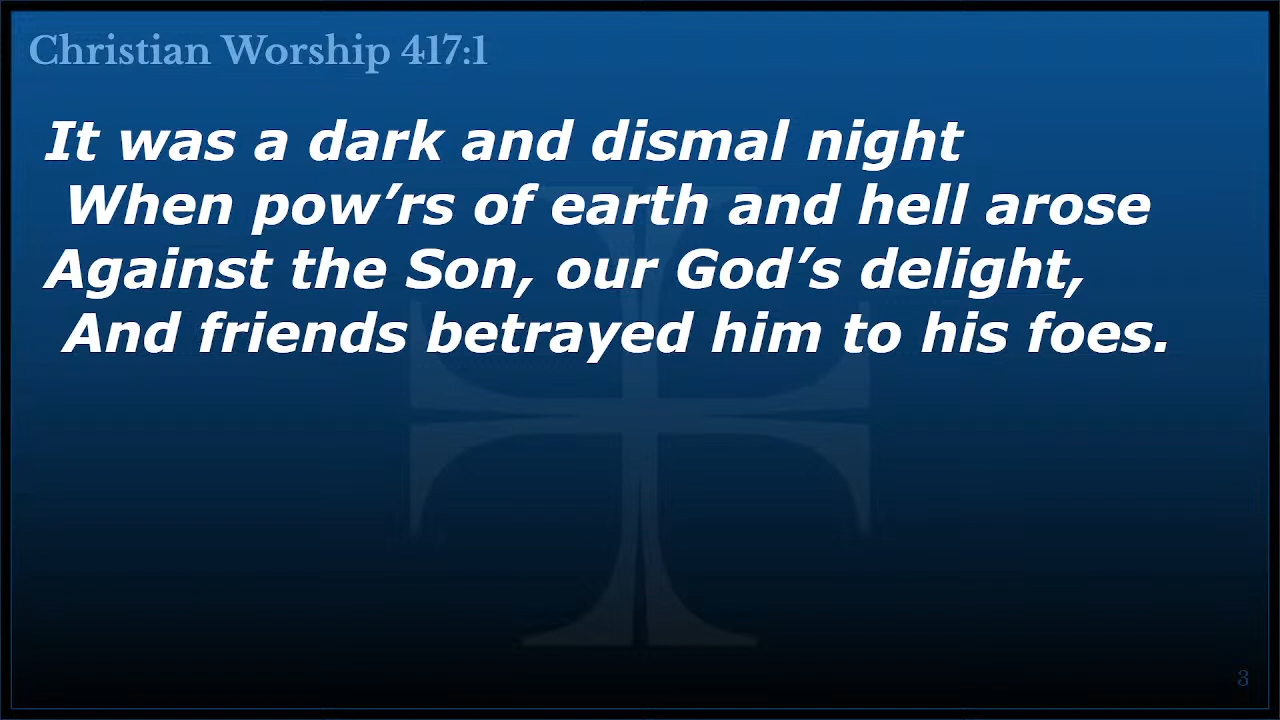 Christian Worship 417:1
It was a dark and dismal night
When pow’rs of earth and hell arose
Against the Son, our God’s delight,
And friends betrayed him to his foes.
3